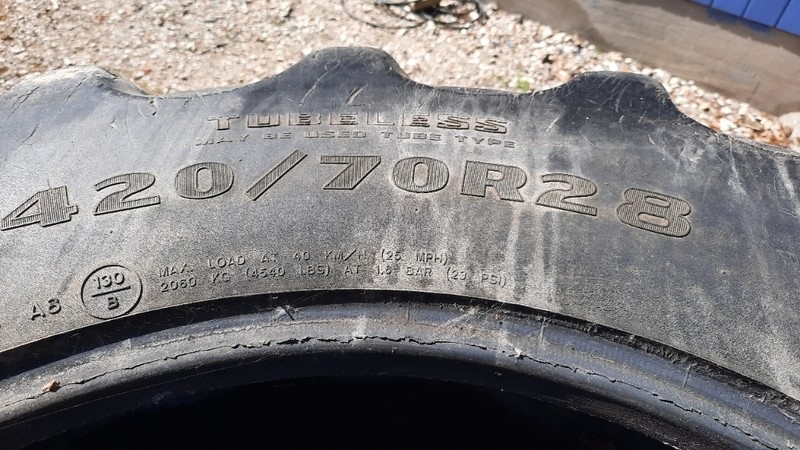 TUBELESS
MAY BE USED TUBE TYPE
420/70R28
MAX. LOAD AT 40 KM/H (25 MPH)
2060 KG (4540 LBS) AT 1.6 BAR (23 PSI)
A8
130
B